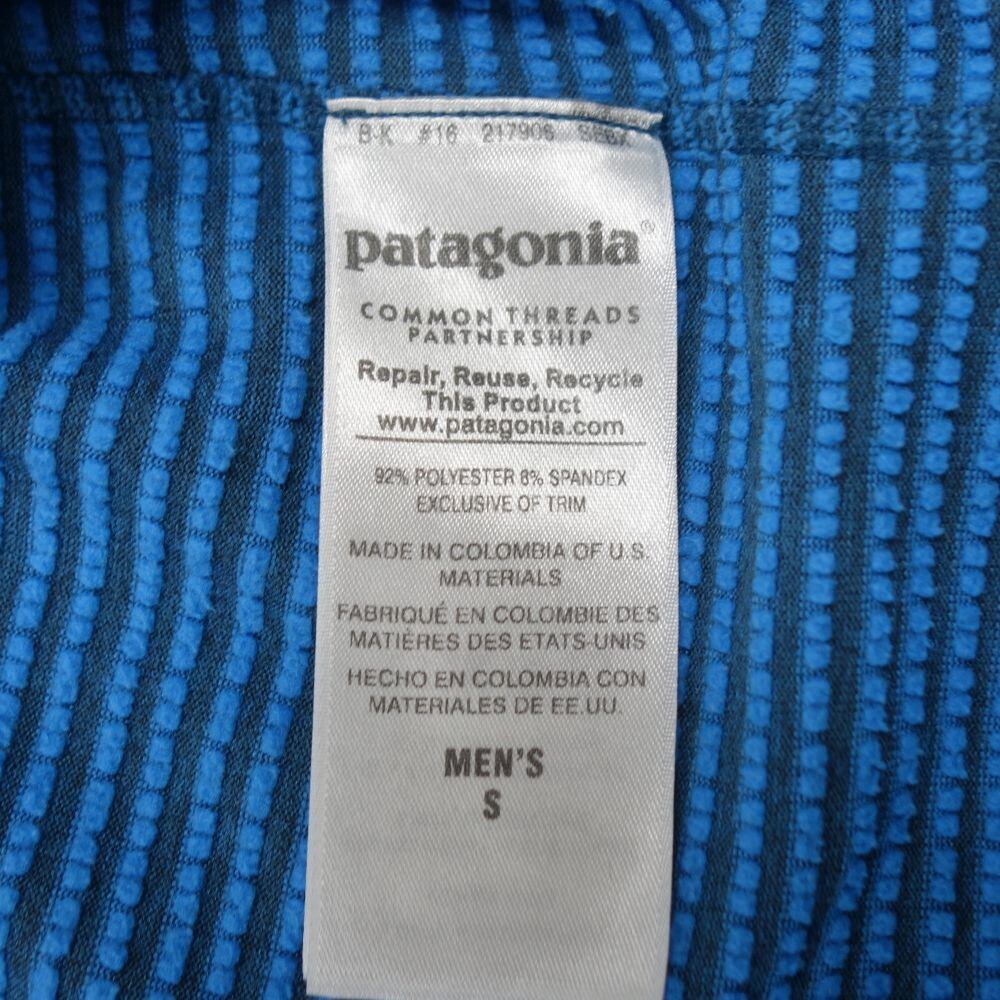 B-K #16 217906
patagonia®
COMMON THREADS
PARTNERSHIP
Repair, Reuse, Recycle
This Product
www.patagonia.com
92% POLYESTER 8% SPANDEX
EXCLUSIVE OF TRIM
MADE IN COLOMBIA OF U.S.
MATERIALS
FABRIQUÉ EN COLOMBIE DES
MATIÈRES DES ETATS-UNIS
HECHO EN COLOMBIA CON
MATERIALES DE EE.UU.
MEN'S
S